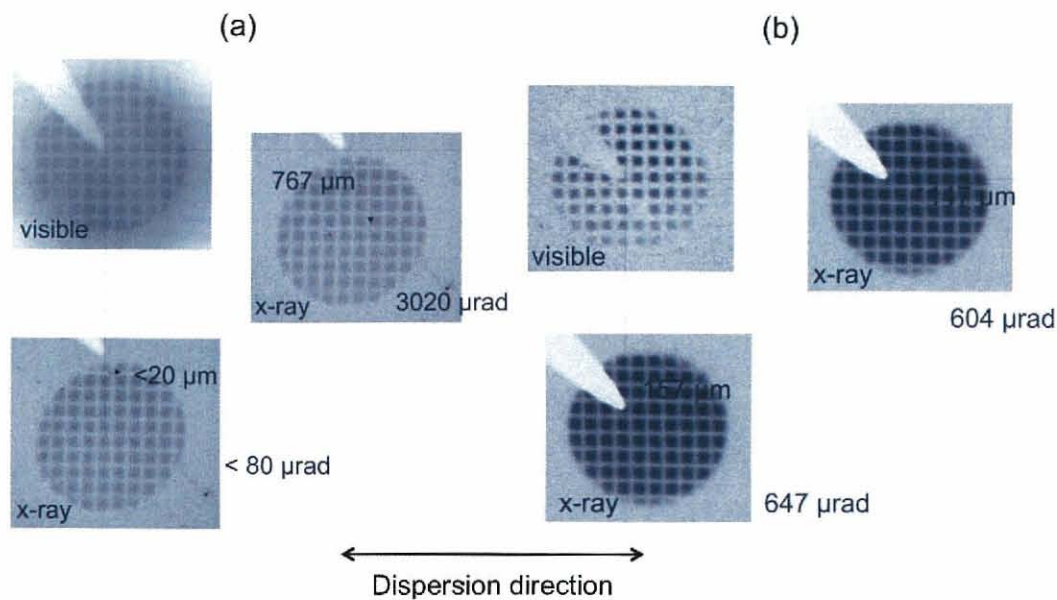 (a)
(b)
visible
767 µm
x-ray
3020 µrad
<20 µm
x-ray
< 80 µrad
visible
x-ray
604 µrad
x-ray
647 µrad
Dispersion direction